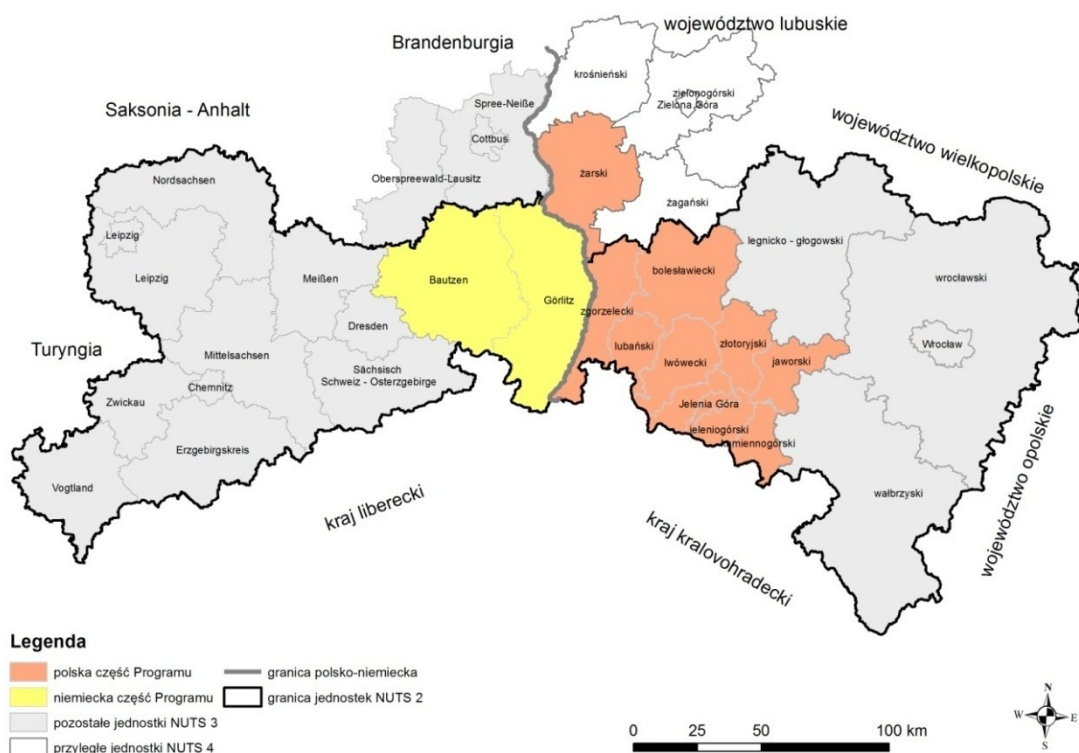 województwo lubuskie
Brandenburgia
krośnieński
zielonogórski
Zielona Góra
Spree-Neiße
Saksonia - Anhalt
Cottbus
województwo wielkopolskie
Nordsachsen
Oberspreewald-Lausitz
żarski
żagański
Leipzig
legnicko - głogowski
Leipzig
Meißen
Bautzen
bolesławiecki
wrocławski
Görlitz
zgorzelecki
Dresden
lubański
złotoryjski
Wrocław
Turyngia
Mittelsachsen
lwówecki
jaworski
Sächsisch
Schweiz - Osterzgebirge
Chemnitz
Zwickau
Jelenia Góra
jeleniogórski
kamiennogórski
Erzgebirgskreis
Vogtland
wałbrzyski
kraj liberecki
kraj kralovohradecki
województwo opolskie
Legenda
polska część Programu
granica polsko-niemiecka
niemiecka część Programu
granica jednostek NUTS 2
pozostałe jednostki NUTS 3
przyległe jednostki NUTS 4
0 25 50 100 km
N
W E
S